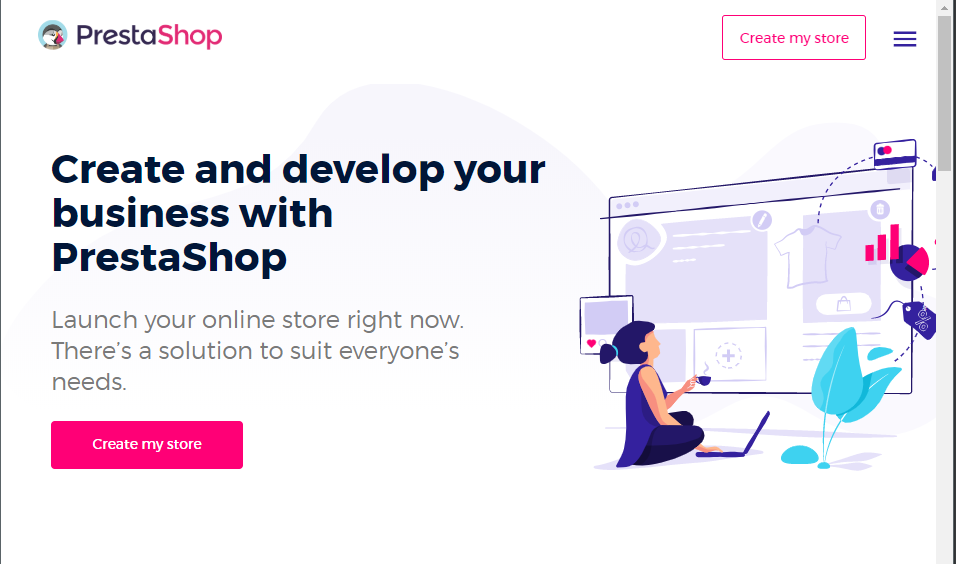 PrestaShop
Create my store
Create and develop your
business with
PrestaShop
Launch your online store right now.
There’s a solution to suit everyone’s
needs.
Create my store
%